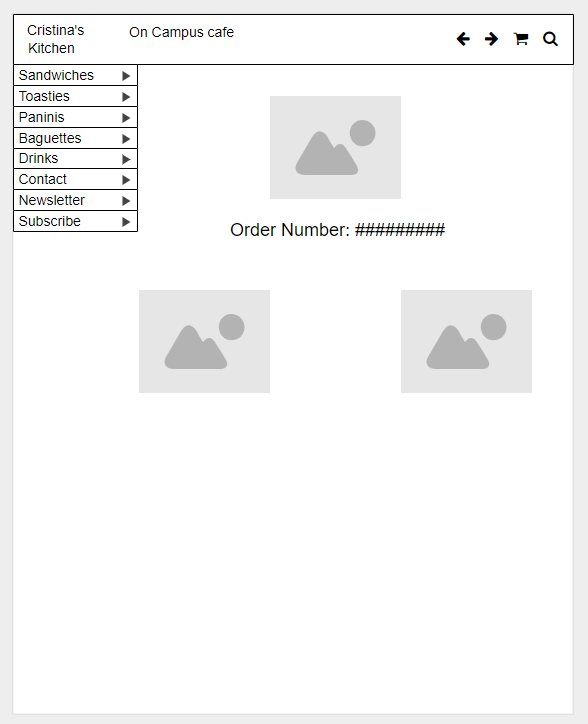 Cristina's
Kitchen
On Campus cafe
Sandwiches
Toasties
Paninis
Baguettes
Drinks
Contact
Newsletter
Subscribe
Order Number: #########